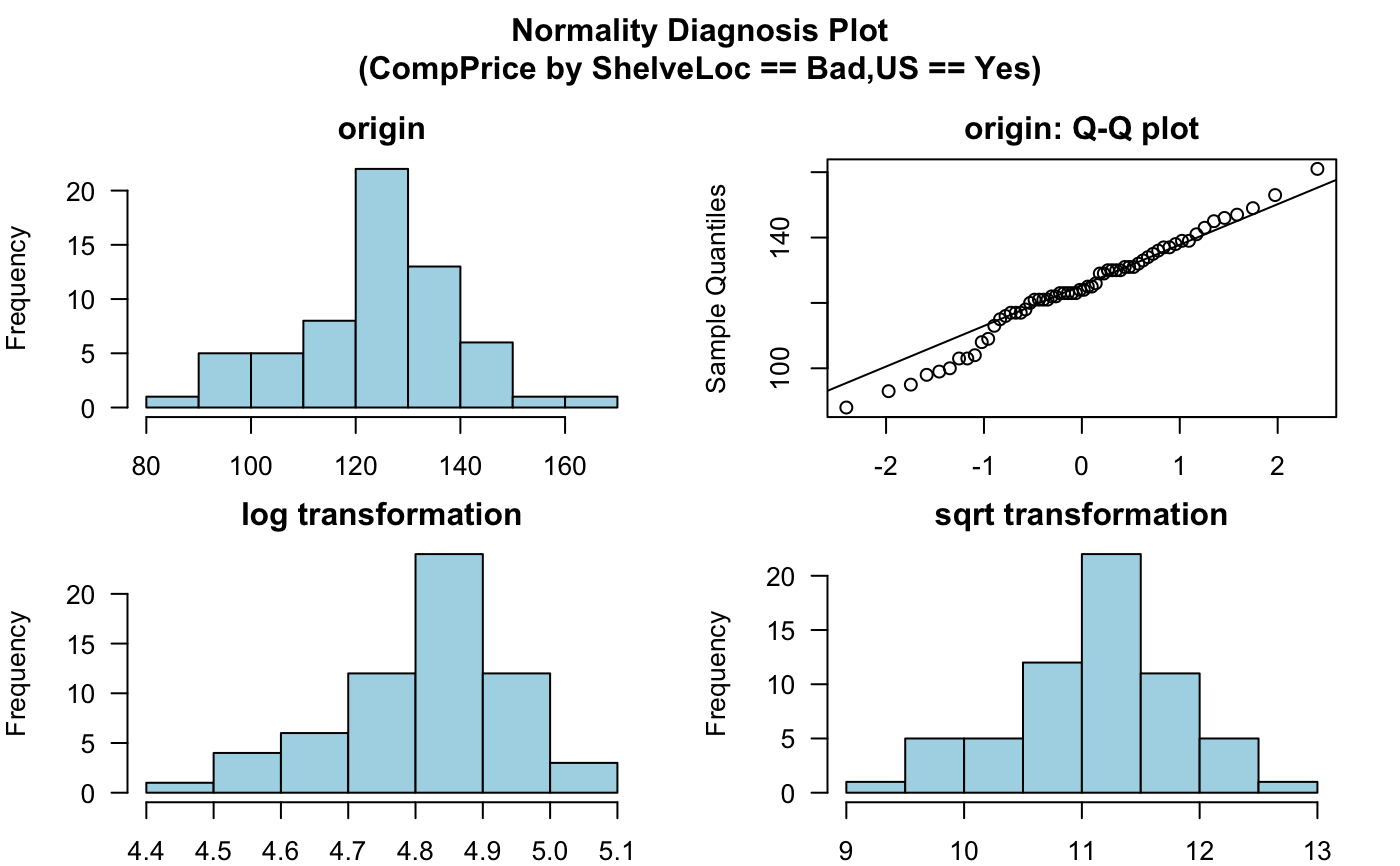 Normality Diagnosis Plot
(CompPrice by ShelveLoc == Bad,US == Yes)
origin
Frequency
20
15
10
5
0
80 100 120 140 160
origin: Q-Q plot
Sample Quantiles
140
100
-2 -1 0 1 2
log transformation
Frequency
20
15
10
5
0
4.4 4.5 4.6 4.7 4.8 4.9 5.0 5.1
sqrt transformation
Frequency
20
15
10
5
0
9 10 11 12 13